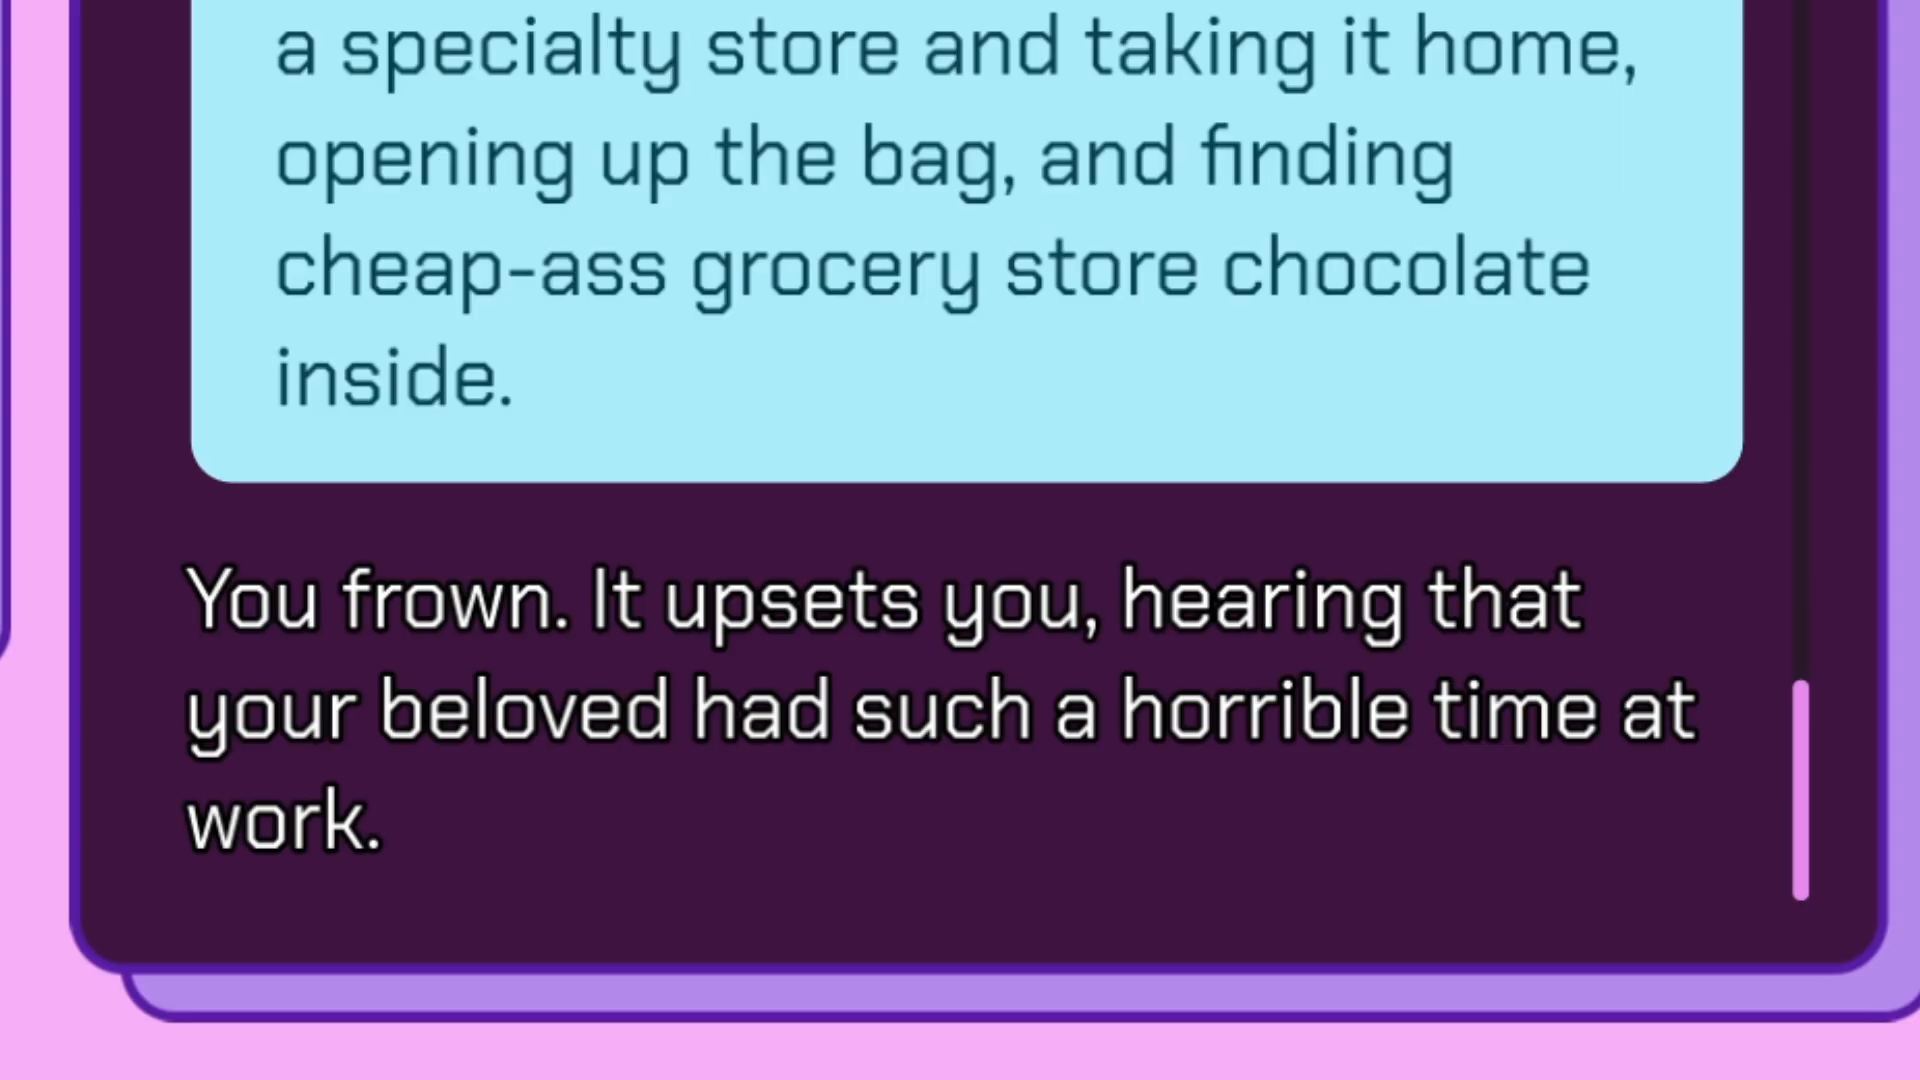 a specialty store and taking it home,
opening up the bag, and finding
cheap-ass grocery store chocolate
inside.
You frown. It upsets you, hearing that
your beloved had such a horrible time at
work.